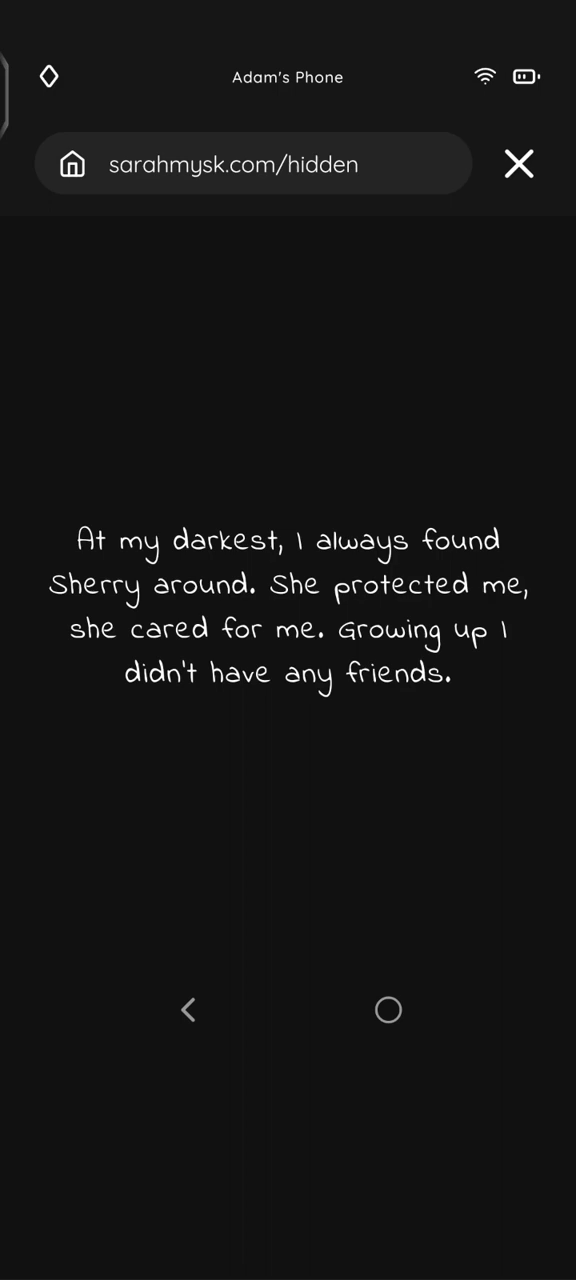 Adam's Phone
sarahmysk.com/hidden
At my darkest, I always found
Sherry around. She protected me,
she cared for me. Growing up I
didn't have any friends.